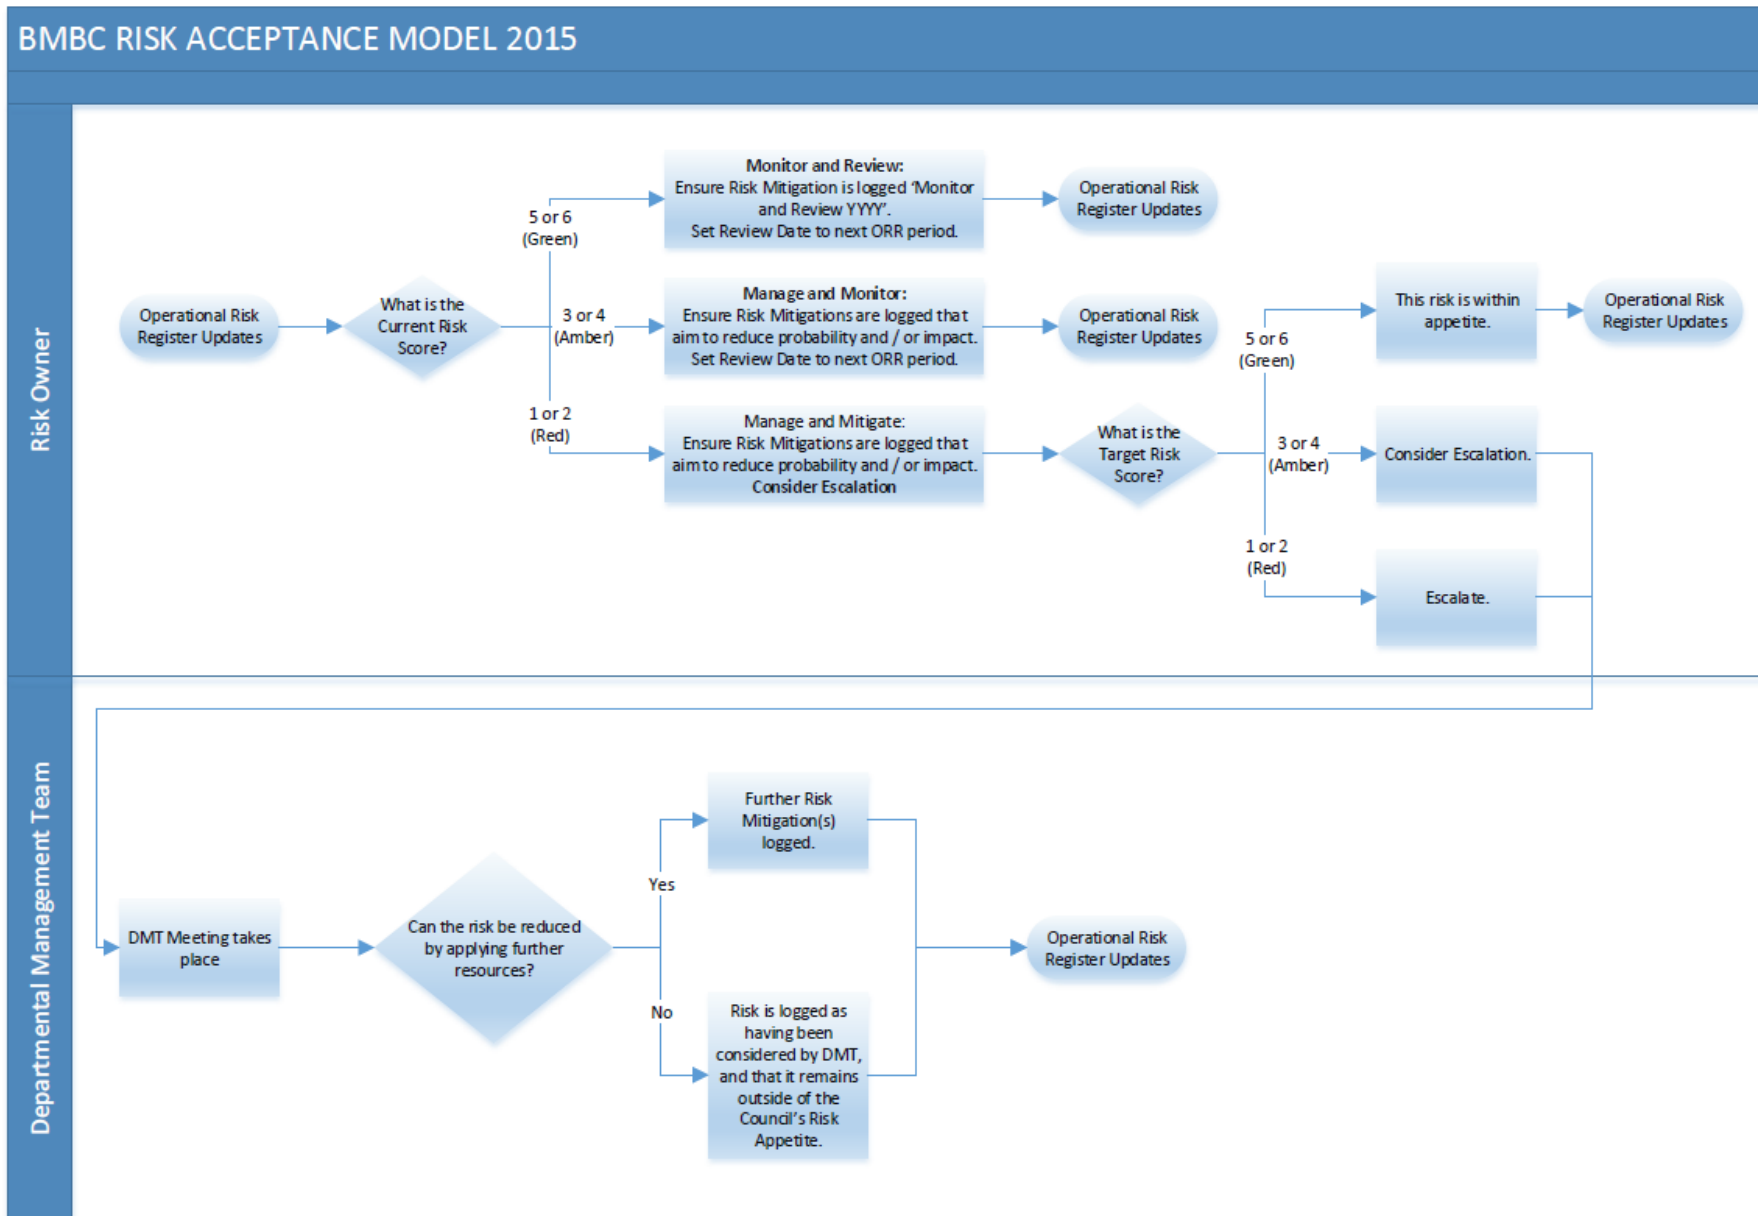 BMBC RISK ACCEPTANCE MODEL 2015
Risk Owner
Operational Risk
Register Updates
What is the
Current Risk
Score?
5 or 6
(Green)
3 or 4
(Amber)
1 or 2
(Red)
Monitor and Review:
Ensure Risk Mitigation is logged ‘Monitor
and Review YYYY’.
Set Review Date to next ORR period.
Operational Risk
Register Updates
Manage and Monitor:
Ensure Risk Mitigations are logged that
aim to reduce probability and / or impact.
Set Review Date to next ORR period.
Operational Risk
Register Updates
Manage and Mitigate:
Ensure Risk Mitigations are logged that
aim to reduce probability and / or impact.
Consider Escalation
What is the
Target Risk
Score?
5 or 6
(Green)
3 or 4
(Amber)
1 or 2
(Red)
This risk is within
appetite.
Operational Risk
Register Updates
Consider Escalation.
Escalate.
Departmental Management Team
DMT Meeting takes
place
Can the risk be reduced
by applying further
resources?
Yes
No
Further Risk
Mitigation(s)
logged.
Risk is logged as
having been
considered by DMT,
and that it remains
outside of the
Council’s Risk
Appetite.
Operational Risk
Register Updates